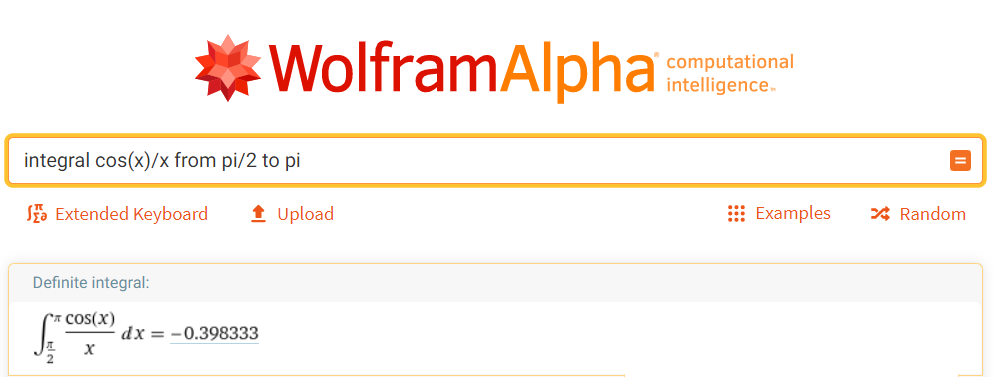 WolframAlpha computational intelligence™
integral cos(x)/x from pi/2 to pi
Extended Keyboard Upload Examples Random
Definite integral:
∫_{π/2}^{π} cos(x)/x dx = −0.398333